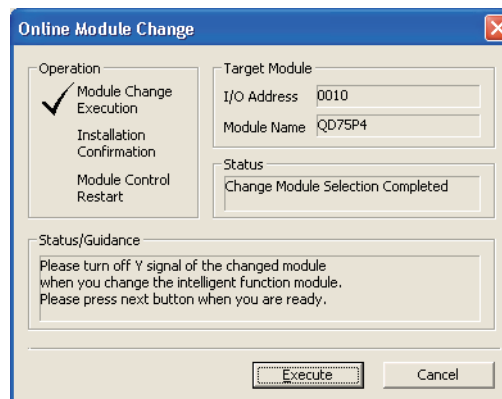 Online Module Change
Operation
Module Change
Execution
Installation
Confirmation
Module Control
Restart
Target Module
I/O Address 0010
Module Name QD75P4
Status
Change Module Selection Completed
Status/Guidance
Please turn off Y signal of the changed module
when you change the intelligent function module.
Please press next button when you are ready.
Execute
Cancel